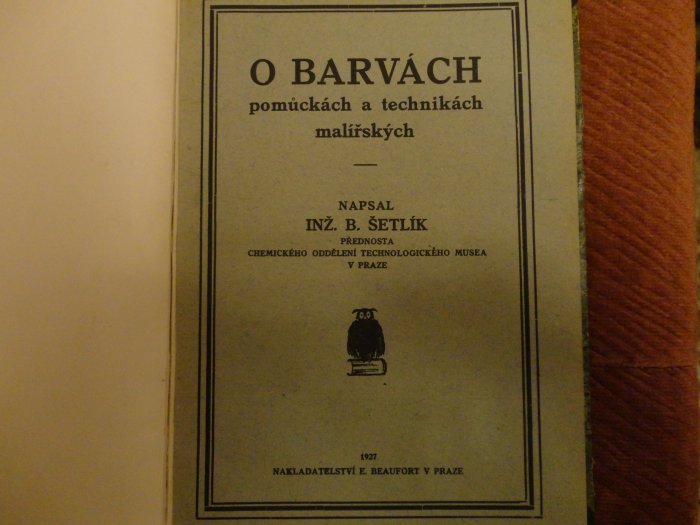 O BARVÁCH
pomůckách a technikách
malířských
NAPSAL
INŽ. B. ŠETLÍK
PŘEDNOSTA
CHEMICKÉHO ODDĚLENÍ TECHNOLOGICKÉHO MUSEA
V PRAZE
1927
NAKLADATELSTVÍ E. BEAUFORT V PRAZE